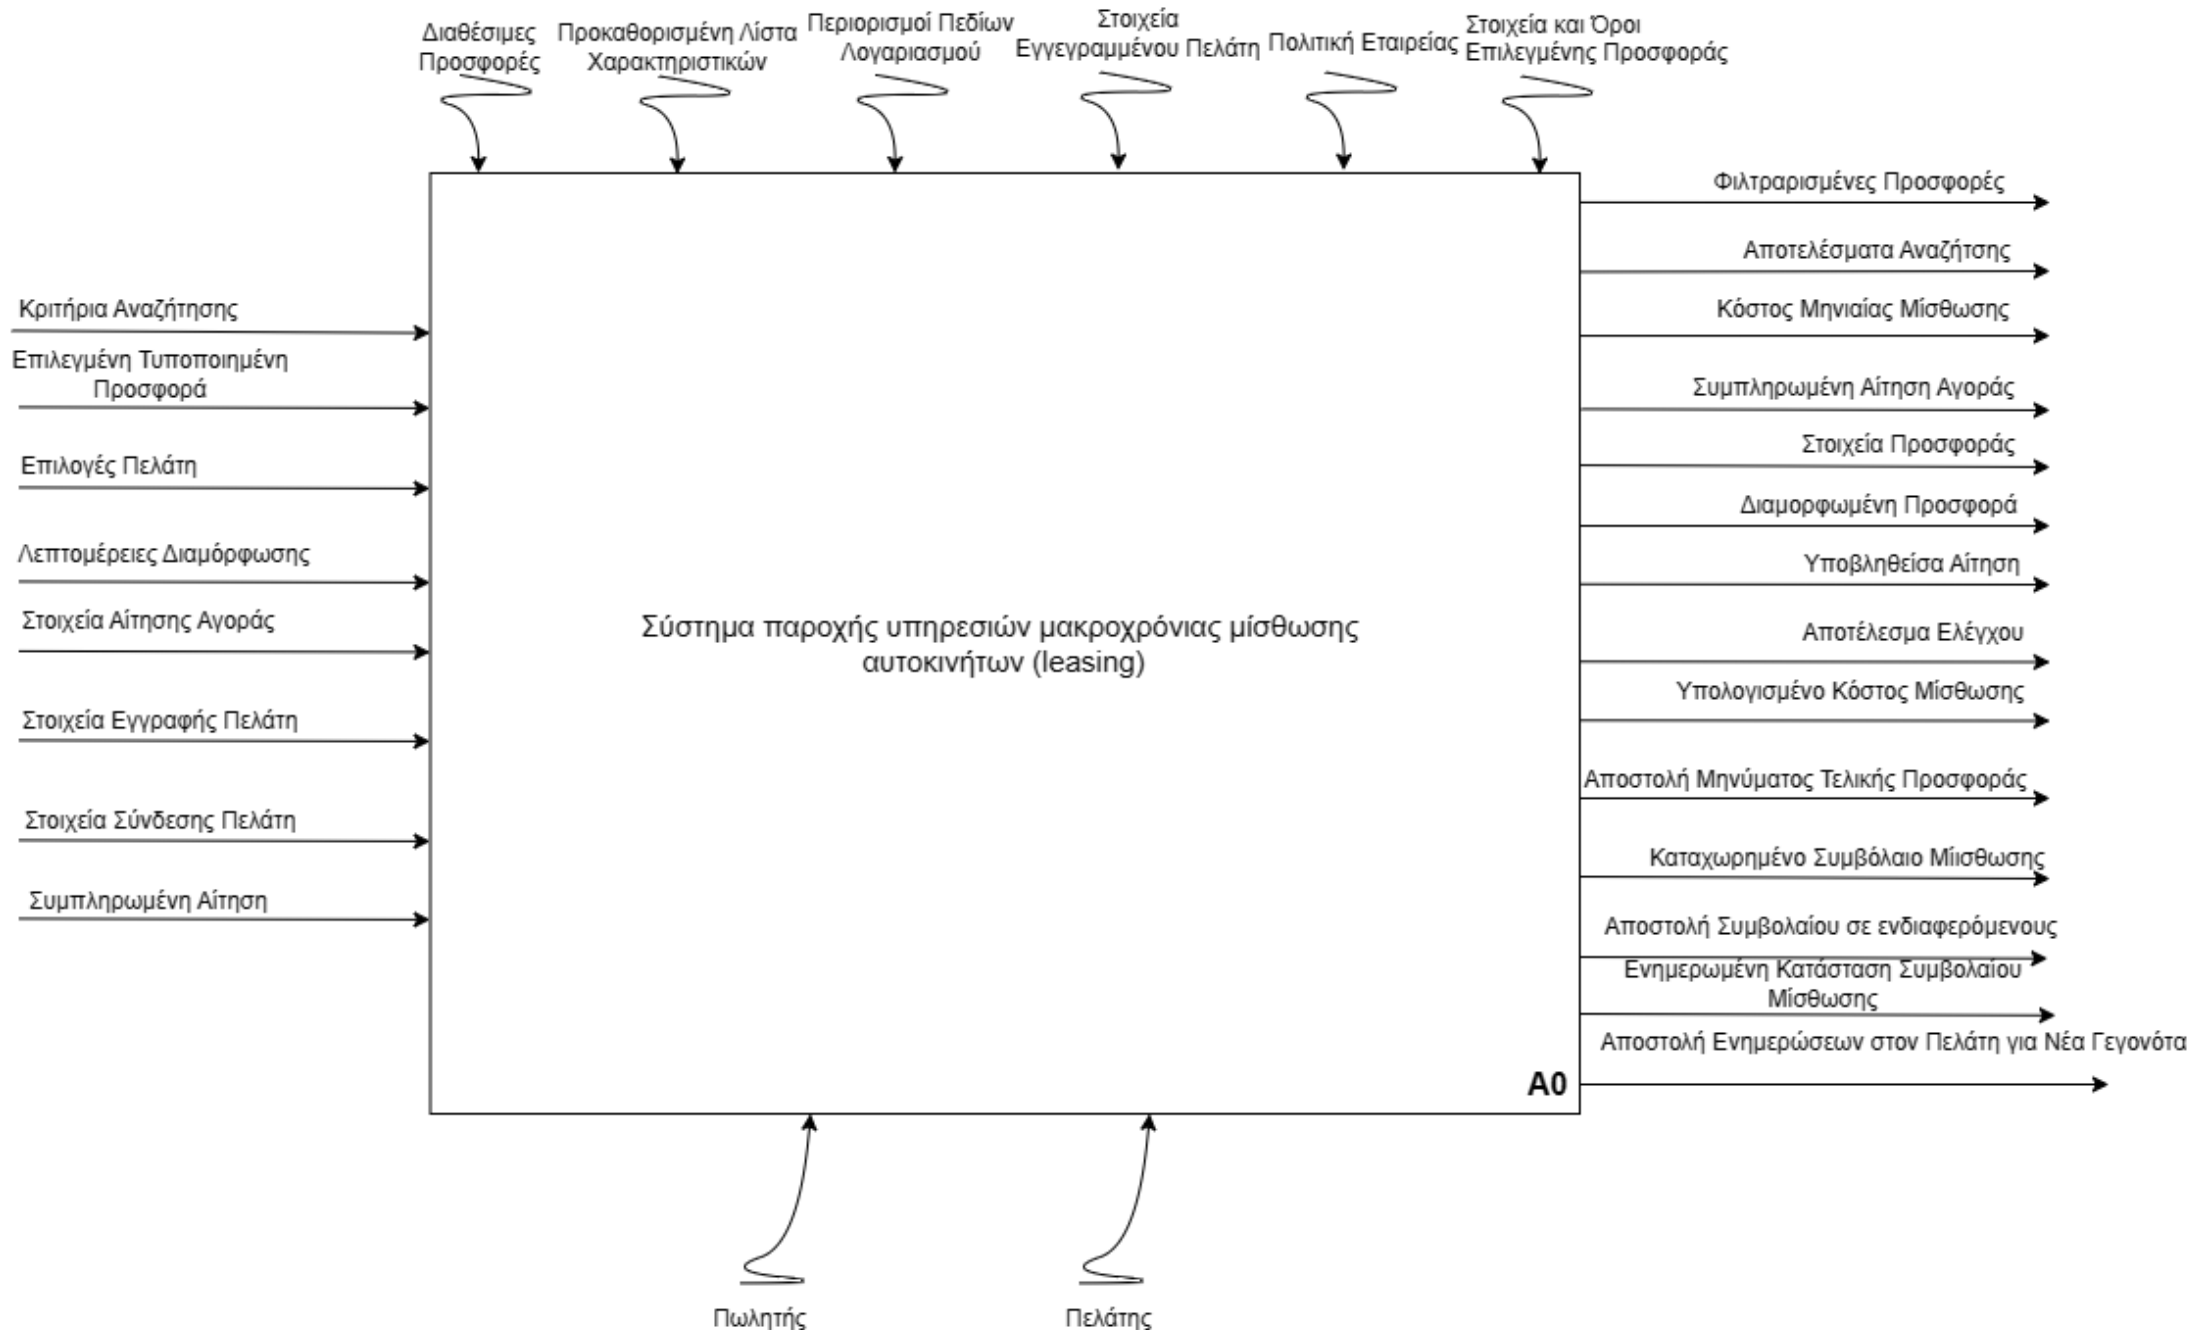 Διαθέσιμες
Προσφορές
Προκαθορισμένη Λίστα
Χαρακτηριστικών
Περιορισμοί Πεδίων
Λογαριασμού
Στοιχεία
Εγγεγραμμένου Πελάτη
Πολιτική Εταιρείας
Στοιχεία και Όροι
Επιλεγμένης Προσφοράς
Κριτήρια Αναζήτησης
Επιλεγμένη Τυποποιημένη
Προσφορά
Επιλογές Πελάτη
Λεπτομέρειες Διαμόρφωσης
Στοιχεία Αίτησης Αγοράς
Στοιχεία Εγγραφής Πελάτη
Στοιχεία Σύνδεσης Πελάτη
Συμπληρωμένη Αίτηση
Σύστημα παροχής υπηρεσιών μακροχρόνιας μίσθωσης
αυτοκινήτων (leasing)
A0
Φιλτραρισμένες Προσφορές
Αποτελέσματα Αναζήτσης
Κόστος Μηνιαίας Μίσθωσης
Συμπληρωμένη Αίτηση Αγοράς
Στοιχεία Προσφοράς
Διαμορφωμένη Προσφορά
Υποβληθείσα Αίτηση
Αποτέλεσμα Ελέγχου
Υπολογισμένο Κόστος Μίσθωσης
Αποστολή Μηνύματος Τελικής Προσφοράς
Καταχωρημένο Συμβόλαιο Μίισθωσης
Αποστολή Συμβολαίου σε ενδιαφερόμενους
Ενημερωμένη Κατάσταση Συμβολαίου
Μίσθωσης
Αποστολή Ενημερώσεων στον Πελάτη για Νέα Γεγονότα
Πωλητής
Πελάτης